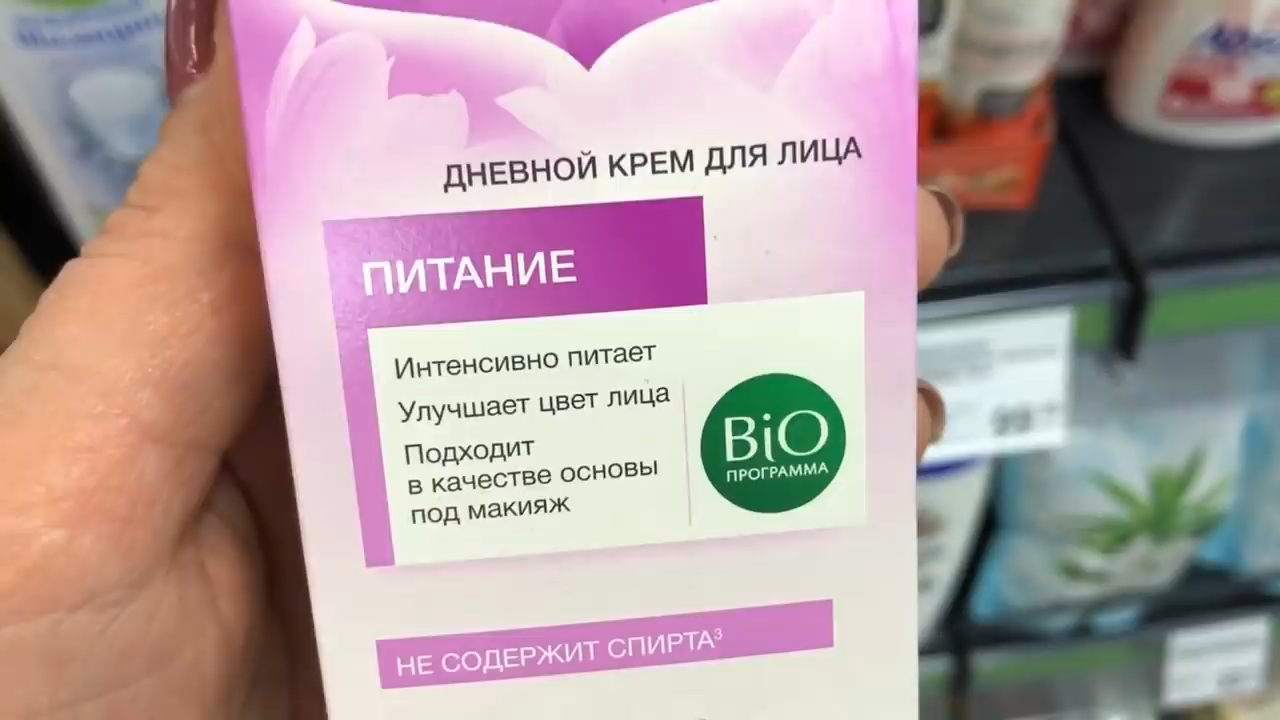 ДНЕВНОЙ КРЕМ ДЛЯ ЛИЦА
ПИТАНИЕ
Интенсивно питает
Улучшает цвет лица
Подходит
в качестве основы
под макияж
BiO
ПРОГРАММА
НЕ СОДЕРЖИТ СПИРТА³